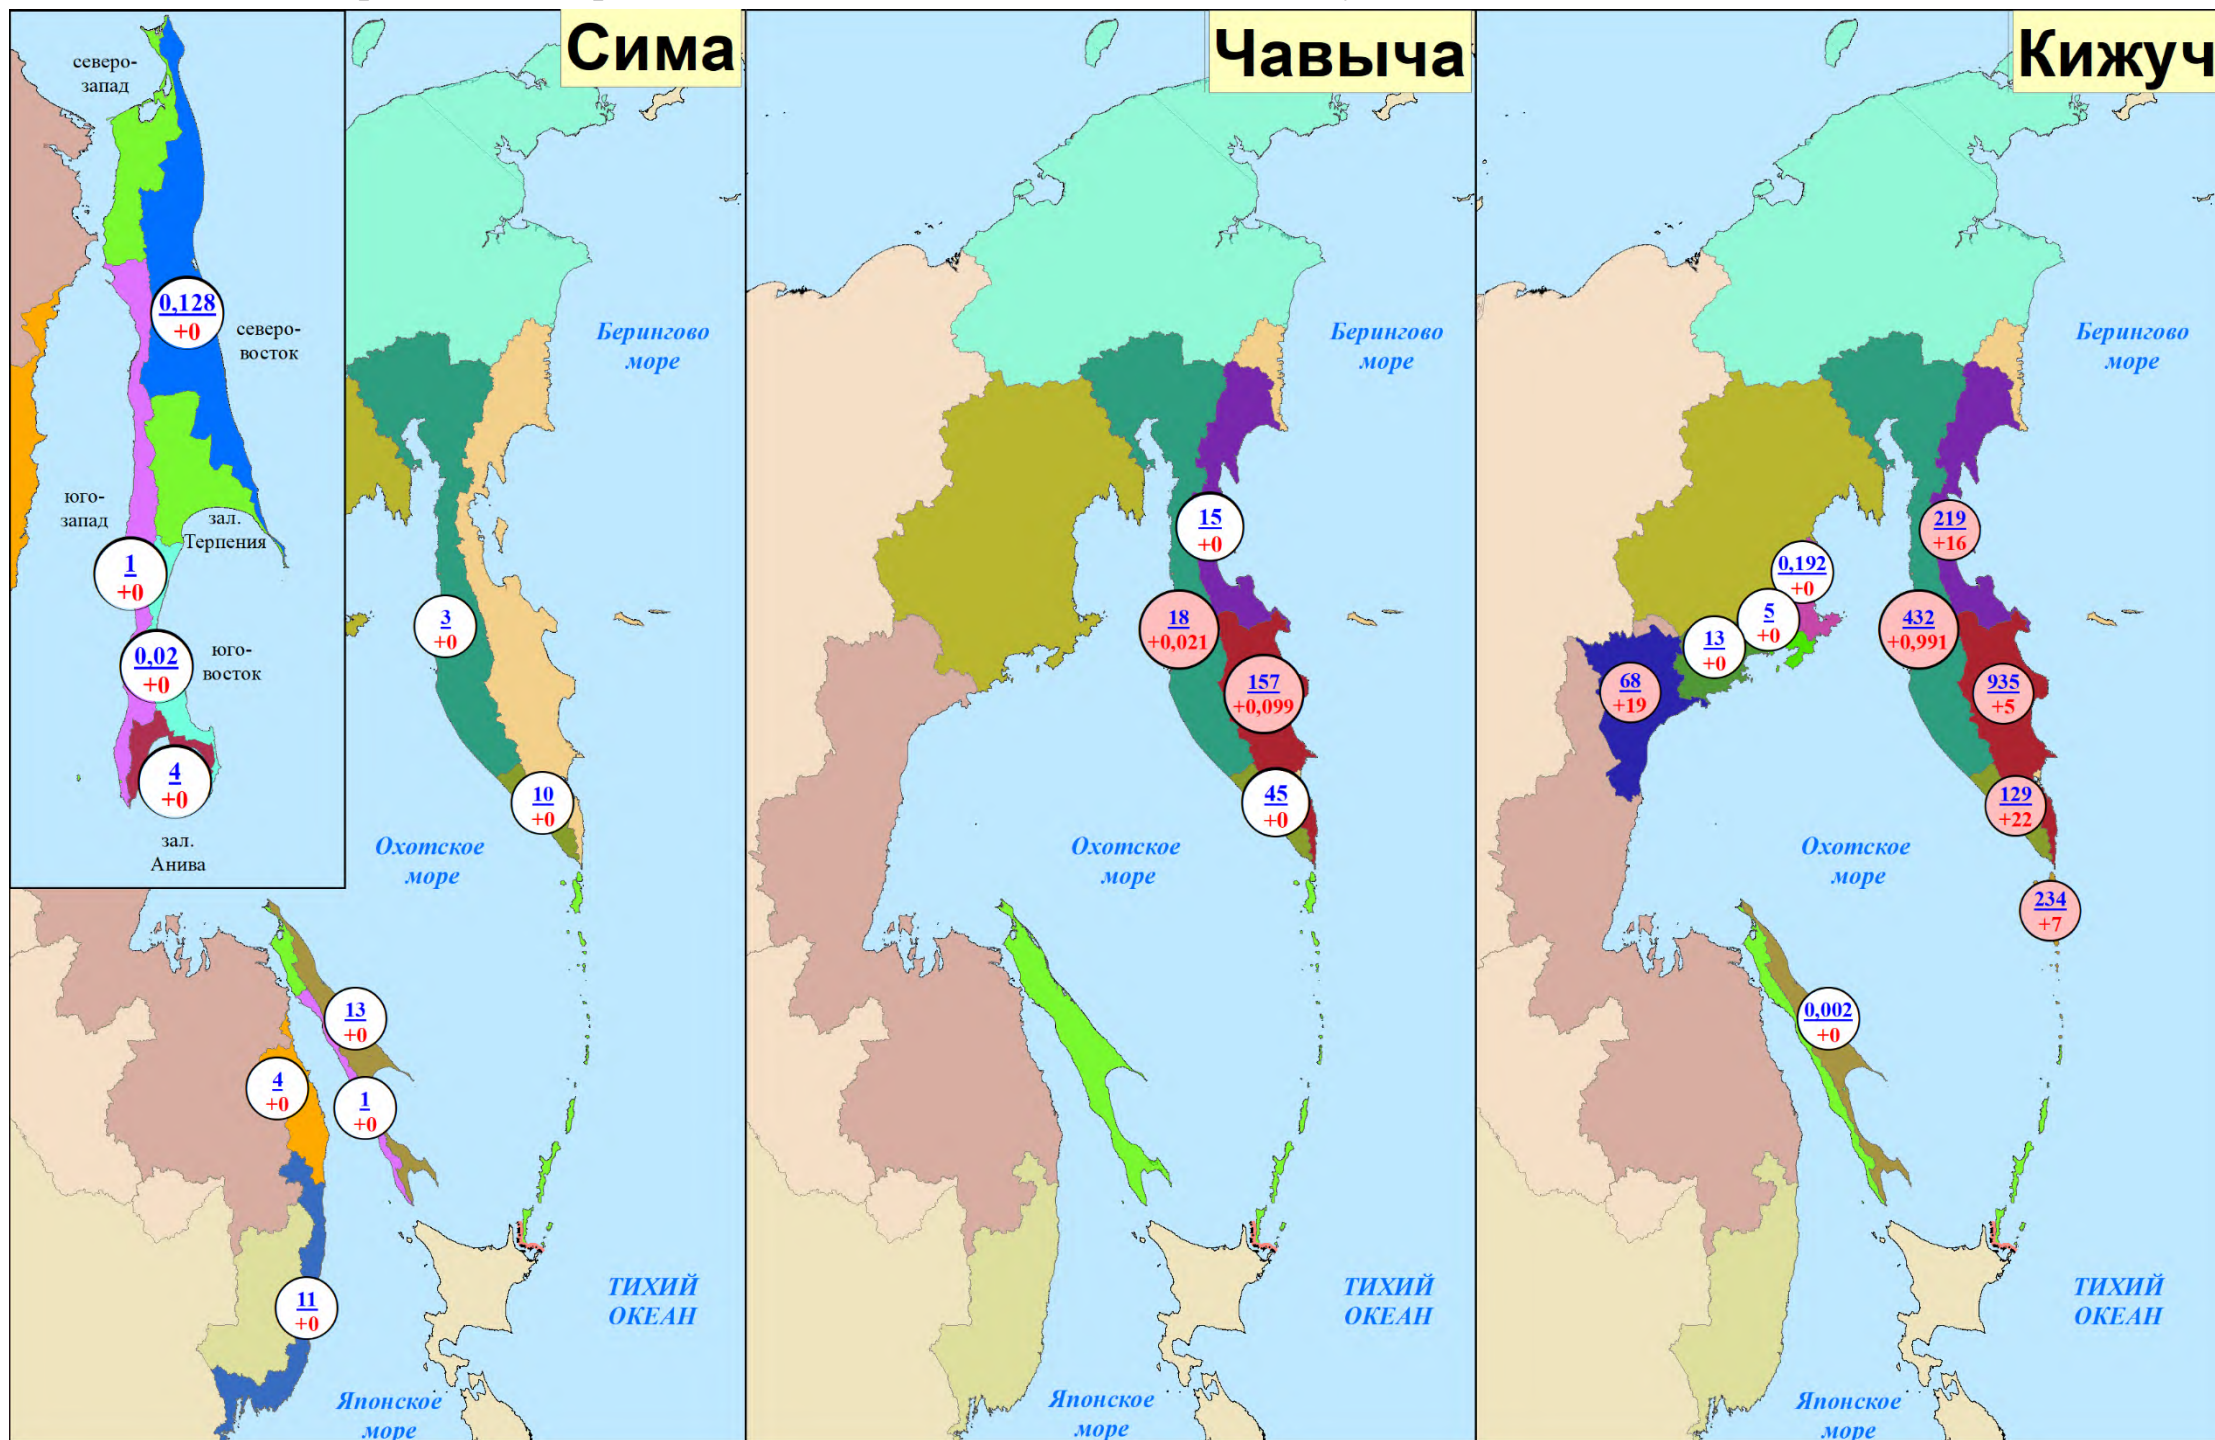 Сима
северо-
запад
0,128
+0
северо-
восток
юго-
запад
зал.
Терпения
1
+0
0,02
+0
юго-
восток
4
+0
зал.
Анива
Берингово
море
3
+0
10
+0
Охотское
море
13
+0
4
+0
1
+0
11
+0
ТИХИЙ
ОКЕАН
Японское
море
Чавыча
Берингово
море
15
+0
18
+0,021
157
+0,099
45
+0
Охотское
море
ТИХИЙ
ОКЕАН
Японское
море
Кижуч
Берингово
море
219
+16
0,192
+0
5
+0
13
+0
432
+0,991
68
+19
935
+5
129
+22
Охотское
море
234
+7
0,002
+0
ТИХИЙ
ОКЕАН
Японское
море